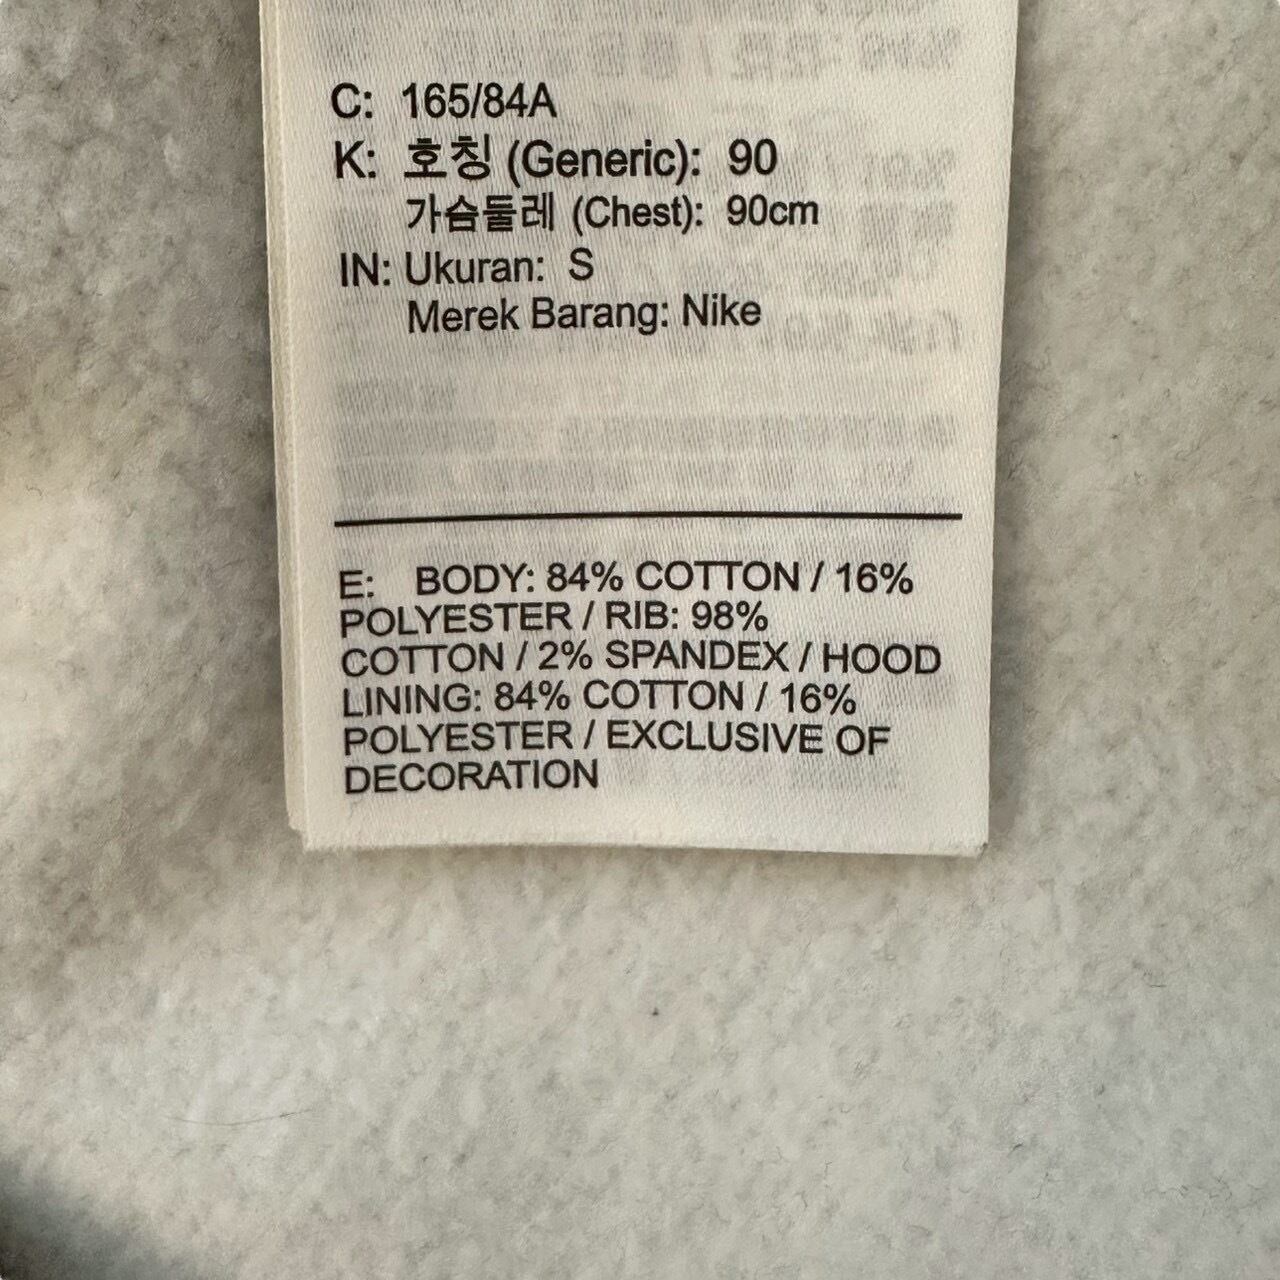 C: 165/84A
K: 호칭 (Generic): 90
가슴둘레 (Chest): 90cm
IN: Ukuran: S
Merek Barang: Nike
E: BODY: 84% COTTON / 16%
POLYESTER / RIB: 98%
COTTON / 2% SPANDEX / HOOD
LINING: 84% COTTON / 16%
POLYESTER / EXCLUSIVE OF
DECORATION